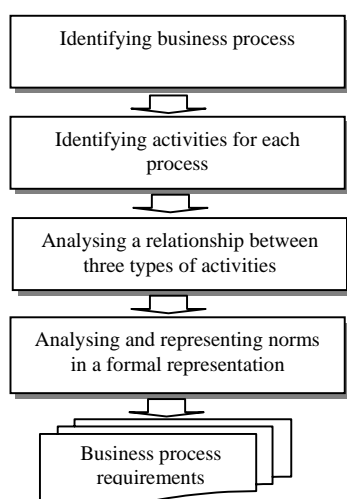 Identifying business process
Identifying activities for each
process
Analysing a relationship between
three types of activities
Analysing and representing norms
in a formal representation
Business process
requirements